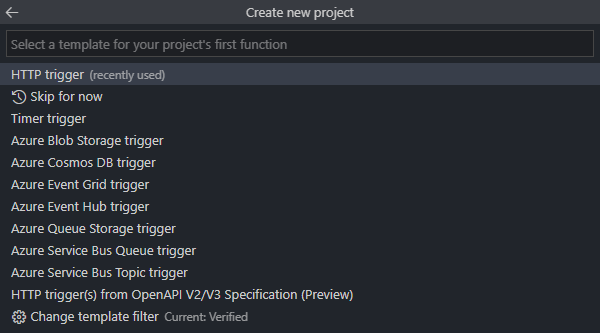 Create new project
Select a template for your project's first function
HTTP trigger (recently used)
Skip for now
Timer trigger
Azure Blob Storage trigger
Azure Cosmos DB trigger
Azure Event Grid trigger
Azure Event Hub trigger
Azure Queue Storage trigger
Azure Service Bus Queue trigger
Azure Service Bus Topic trigger
HTTP trigger(s) from OpenAPI V2/V3 Specification (Preview)
Change template filter Current: Verified